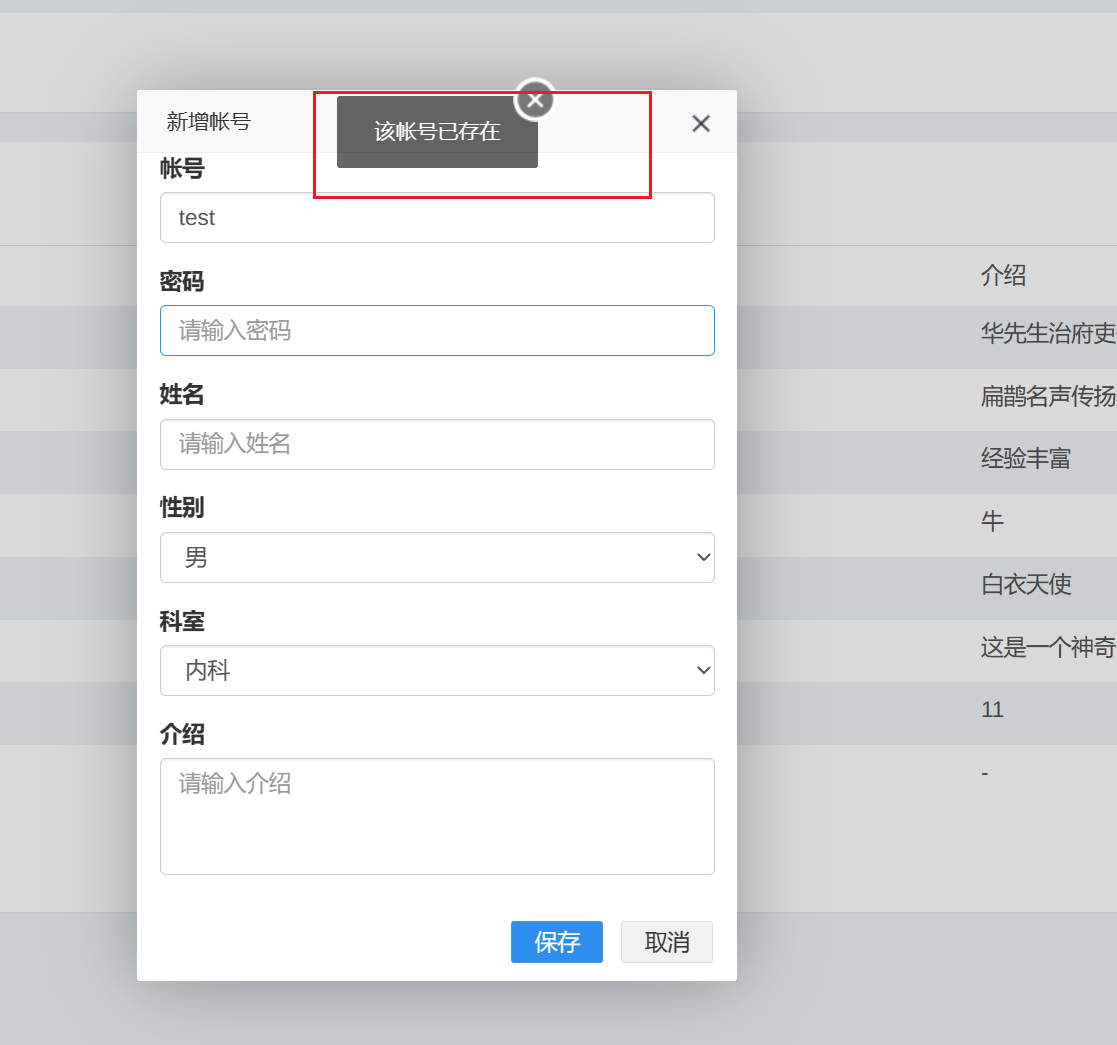 新增帐号
该帐号已存在
帐号
test
密码
请输入密码
姓名
请输入姓名
性别
男
科室
内科
介绍
请输入介绍
保存 取消
介绍
华先生治府吏
扁鹊名声传扬
经验丰富
牛
白衣天使
这是一个神奇
11
-